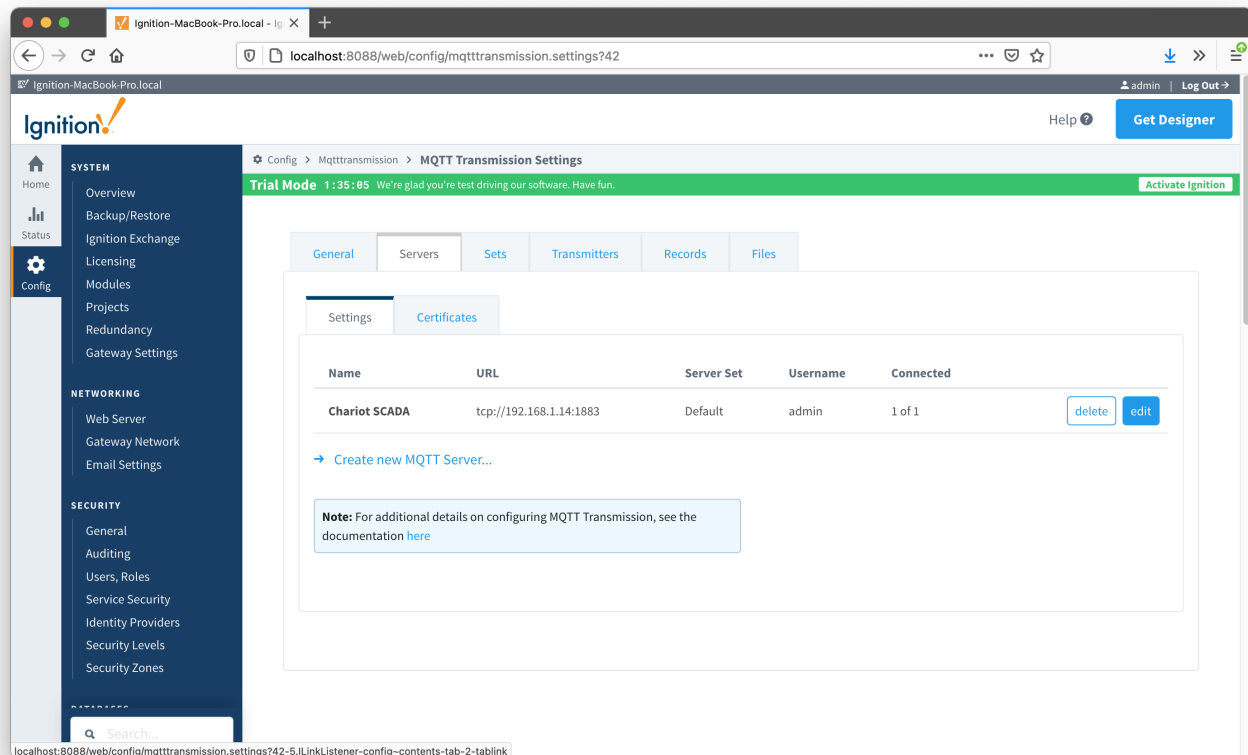 Ignition-MacBook-Pro.local - Ig
localhost:8088/web/config/mqtttransmission.settings?42
Ignition-MacBook-Pro.local
admin | Log Out
Ignition!
Help
Get Designer
Home
Status
Config
SYSTEM
Overview
Backup/Restore
Ignition Exchange
Licensing
Modules
Projects
Redundancy
Gateway Settings
NETWORKING
Web Server
Gateway Network
Email Settings
SECURITY
General
Auditing
Users, Roles
Service Security
Identity Providers
Security Levels
Security Zones
DATABASES
Search...
Config > Mqtttransmission > MQTT Transmission Settings
Trial Mode 1:35:05 We're glad you're test driving our software. Have fun.
Activate Ignition
General Servers Sets Transmitters Records Files
Settings Certificates
Name URL Server Set Username Connected
Chariot SCADA tcp://192.168.1.14:1883 Default admin 1 of 1 delete edit
→ Create new MQTT Server...
Note: For additional details on configuring MQTT Transmission, see the
documentation here
localhost:8088/web/config/mqtttransmission.settings?42-5.ILinkListener-config~contents-tab-2-tablink